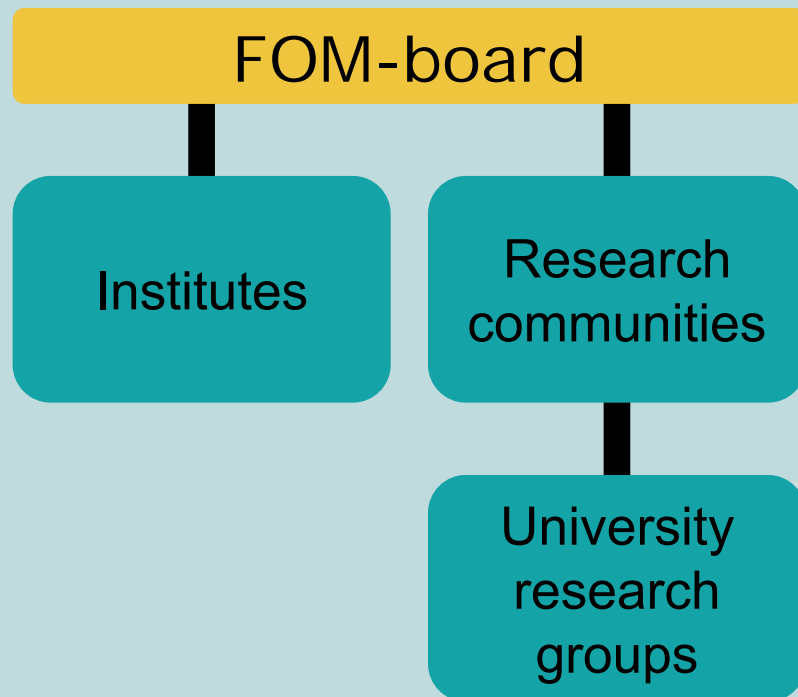 FOM-board
Institutes
Research
communities
University
research
groups